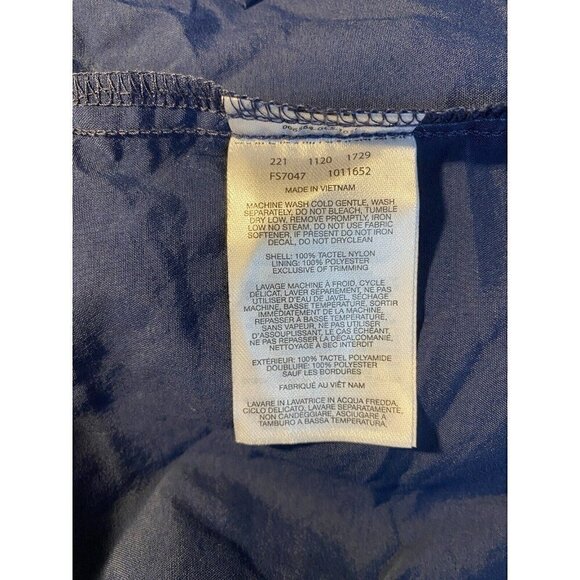 221 1120 1729
FS7047 1011652
MADE IN VIETNAM
MACHINE WASH COLD GENTLE, WASH
SEPARATELY, DO NOT BLEACH, TUMBLE
DRY LOW, REMOVE PROMPTLY, IRON
LOW NO STEAM, DO NOT USE FABRIC
SOFTENER, IF PRESENT DO NOT IRON
DECAL, DO NOT DRYCLEAN
SHELL: 100% TACTEL NYLON
LINING: 100% POLYESTER
EXCLUSIVE OF TRIMMING
LAVAGE MACHINE À FROID, CYCLE
DÉLICAT, LAVER SÉPARÉMENT, NE PAS
UTILISER D'EAU DE JAVEL, SÉCHAGE
MACHINE, BASSE TEMPÉRATURE, SORTIR
IMMÉDIATEMENT DE LA MACHINE,
REPASSER À BASSE TEMPÉRATURE,
SANS VAPEUR, NE PAS UTILISER
D'ASSOUPLISSANT, LE CAS ÉCHÉANT,
NE PAS REPASSER LA DÉCALCOMANIE,
NETTOYAGE À SEC INTERDIT
EXTÉRIEUR: 100% TACTEL POLYAMIDE
DOUBLURE: 100% POLYESTER
SAUF LES BORDURES
FABRIQUÉ AU VIÊT NAM
LAVARE IN LAVATRICE IN ACQUA FREDDA,
CICLO DELICATO, LAVARE SEPARATAMENTE,
NON CANDEGGIARE, ASCIUGARE A
TAMBURO A BASSA TEMPERATURA,